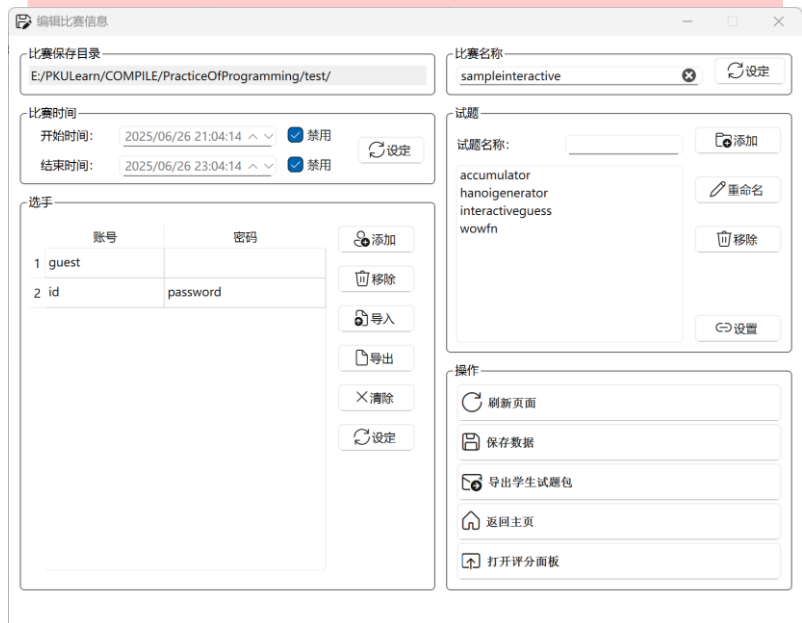 编辑比赛信息
比赛保存目录
E:/PKULearn/COMPILE/PracticeOfProgramming/test/
比赛名称
sampleinteractive
设定
比赛时间
开始时间: 2025/06/26 21:04:14 禁用
结束时间: 2025/06/26 23:04:14 禁用
设定
试题
试题名称:
添加
accumulator
hanoigenerator
interactiveguess
wowfn
重命名
移除
设置
选手
账号 密码
1 guest
2 id password
添加
移除
导入
导出
清除
设定
操作
刷新页面
保存数据
导出学生试题包
返回主页
打开评分面板